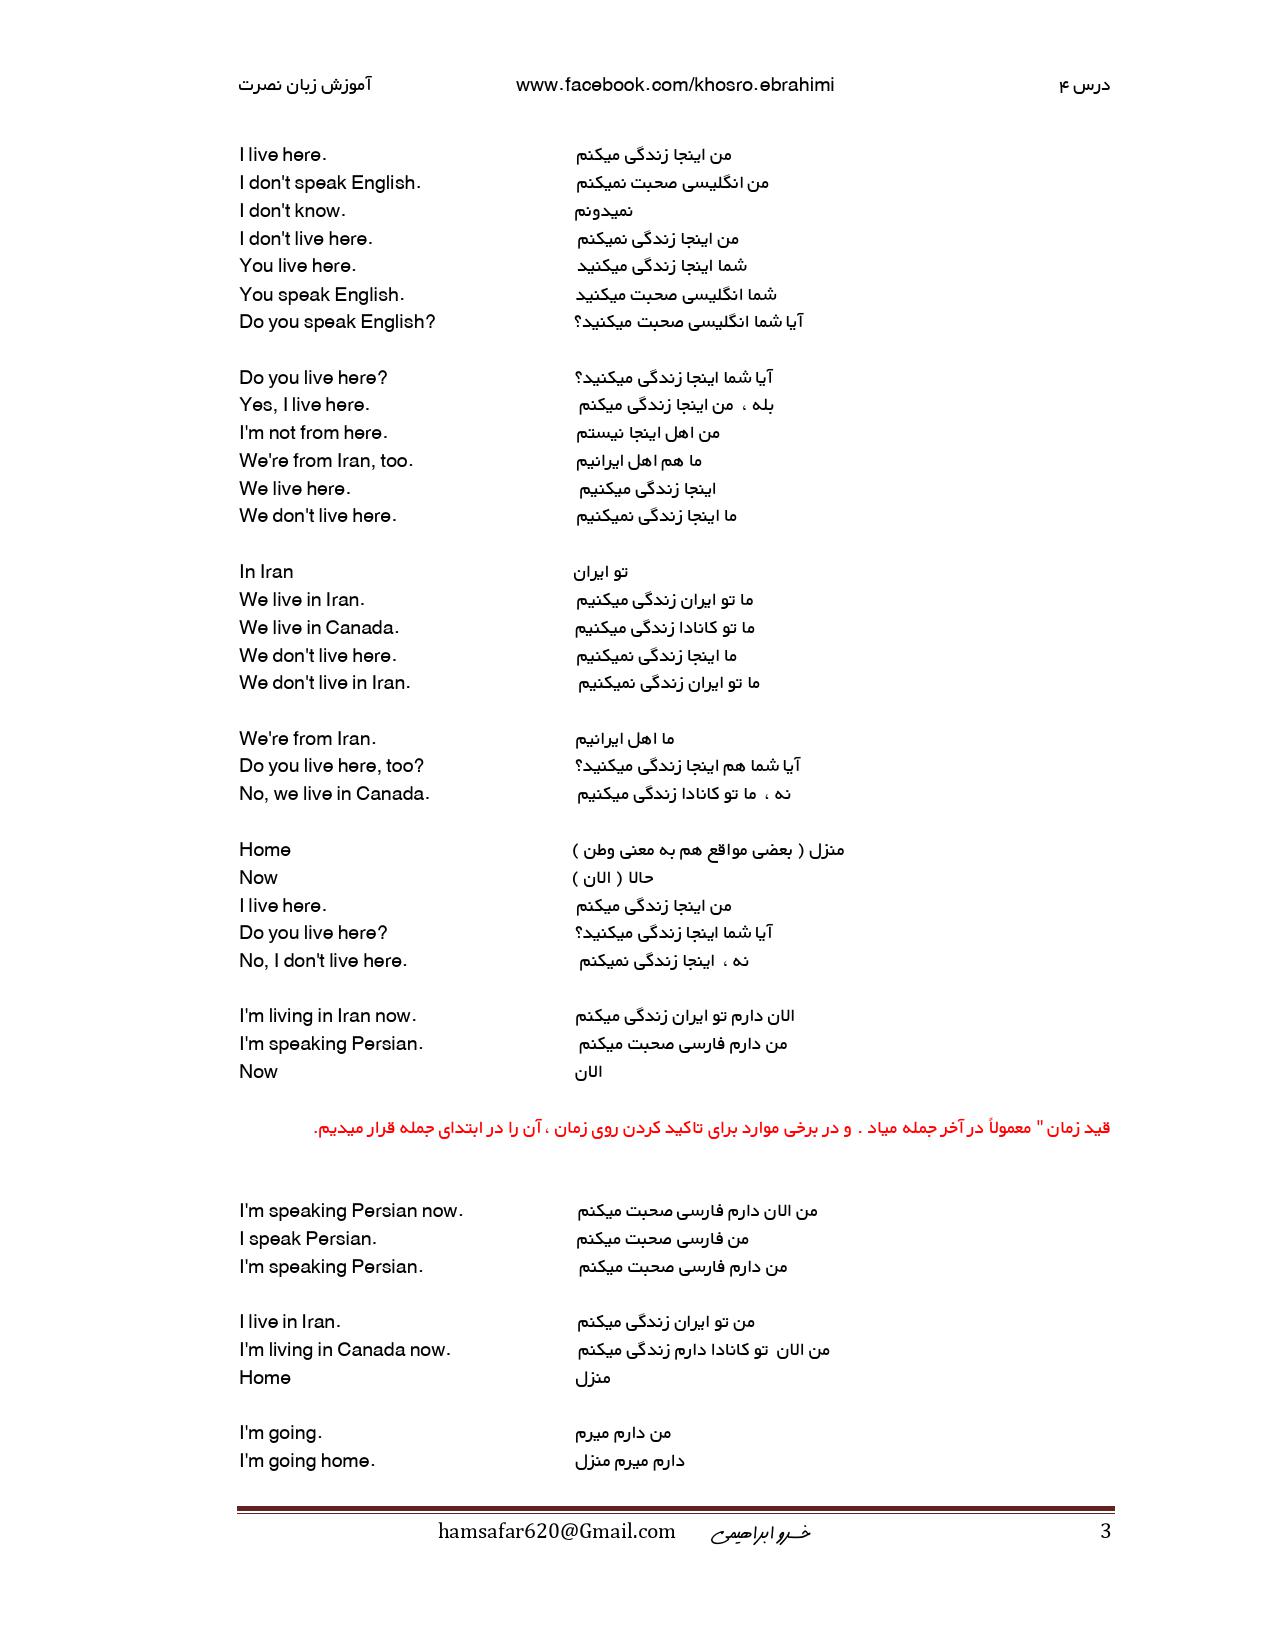 آموزش زبان نصرت www.facebook.com/khosro.ebrahimi درس ۴
I live here. من اینجا زندگی میکنم
I don't speak English. من انگلیسی صحبت نمیکنم
I don't know. نمیدونم
I don't live here. من اینجا زندگی نمیکنم
You live here. شما اینجا زندگی میکنید
You speak English. شما انگلیسی صحبت میکنید
Do you speak English? آیا شما انگلیسی صحبت میکنید؟
Do you live here? آیا شما اینجا زندگی میکنید؟
Yes, I live here. بله ، من اینجا زندگی میکنم
I'm not from here. من اهل اینجا نیستم
We're from Iran, too. ما هم اهل ایرانیم
We live here. اینجا زندگی میکنیم
We don't live here. ما اینجا زندگی نمیکنیم
In Iran تو ایران
We live in Iran. ما تو ایران زندگی میکنیم
We live in Canada. ما تو کانادا زندگی میکنیم
We don't live here. ما اینجا زندگی نمیکنیم
We don't live in Iran. ما تو ایران زندگی نمیکنیم
We're from Iran. ما اهل ایرانیم
Do you live here, too? آیا شما هم اینجا زندگی میکنید؟
No, we live in Canada. نه ، ما تو کانادا زندگی میکنیم
Home منزل ( بعضی مواقع هم به معنی وطن )
Now حالا ( الان )
I live here. من اینجا زندگی میکنم
Do you live here? آیا شما اینجا زندگی میکنید؟
No, I don't live here. نه ، اینجا زندگی نمیکنم
I'm living in Iran now. الان دارم تو ایران زندگی میکنم
I'm speaking Persian. من دارم فارسی صحبت میکنم
Now الان
قید زمان " معمولاً در آخر جمله میاد . و در برخی موارد برای تاکید کردن روی زمان ، آن را در ابتدای جمله قرار میدیم.
I'm speaking Persian now. من الان دارم فارسی صحبت میکنم
I speak Persian. من فارسی صحبت میکنم
I'm speaking Persian. من دارم فارسی صحبت میکنم
I live in Iran. من تو ایران زندگی میکنم
I'm living in Canada now. من الان تو کانادا دارم زندگی میکنم
Home منزل
I'm going. من دارم میرم
I'm going home. دارم میرم منزل
hamsafar620@Gmail.com خسرو ابراهیمی 3